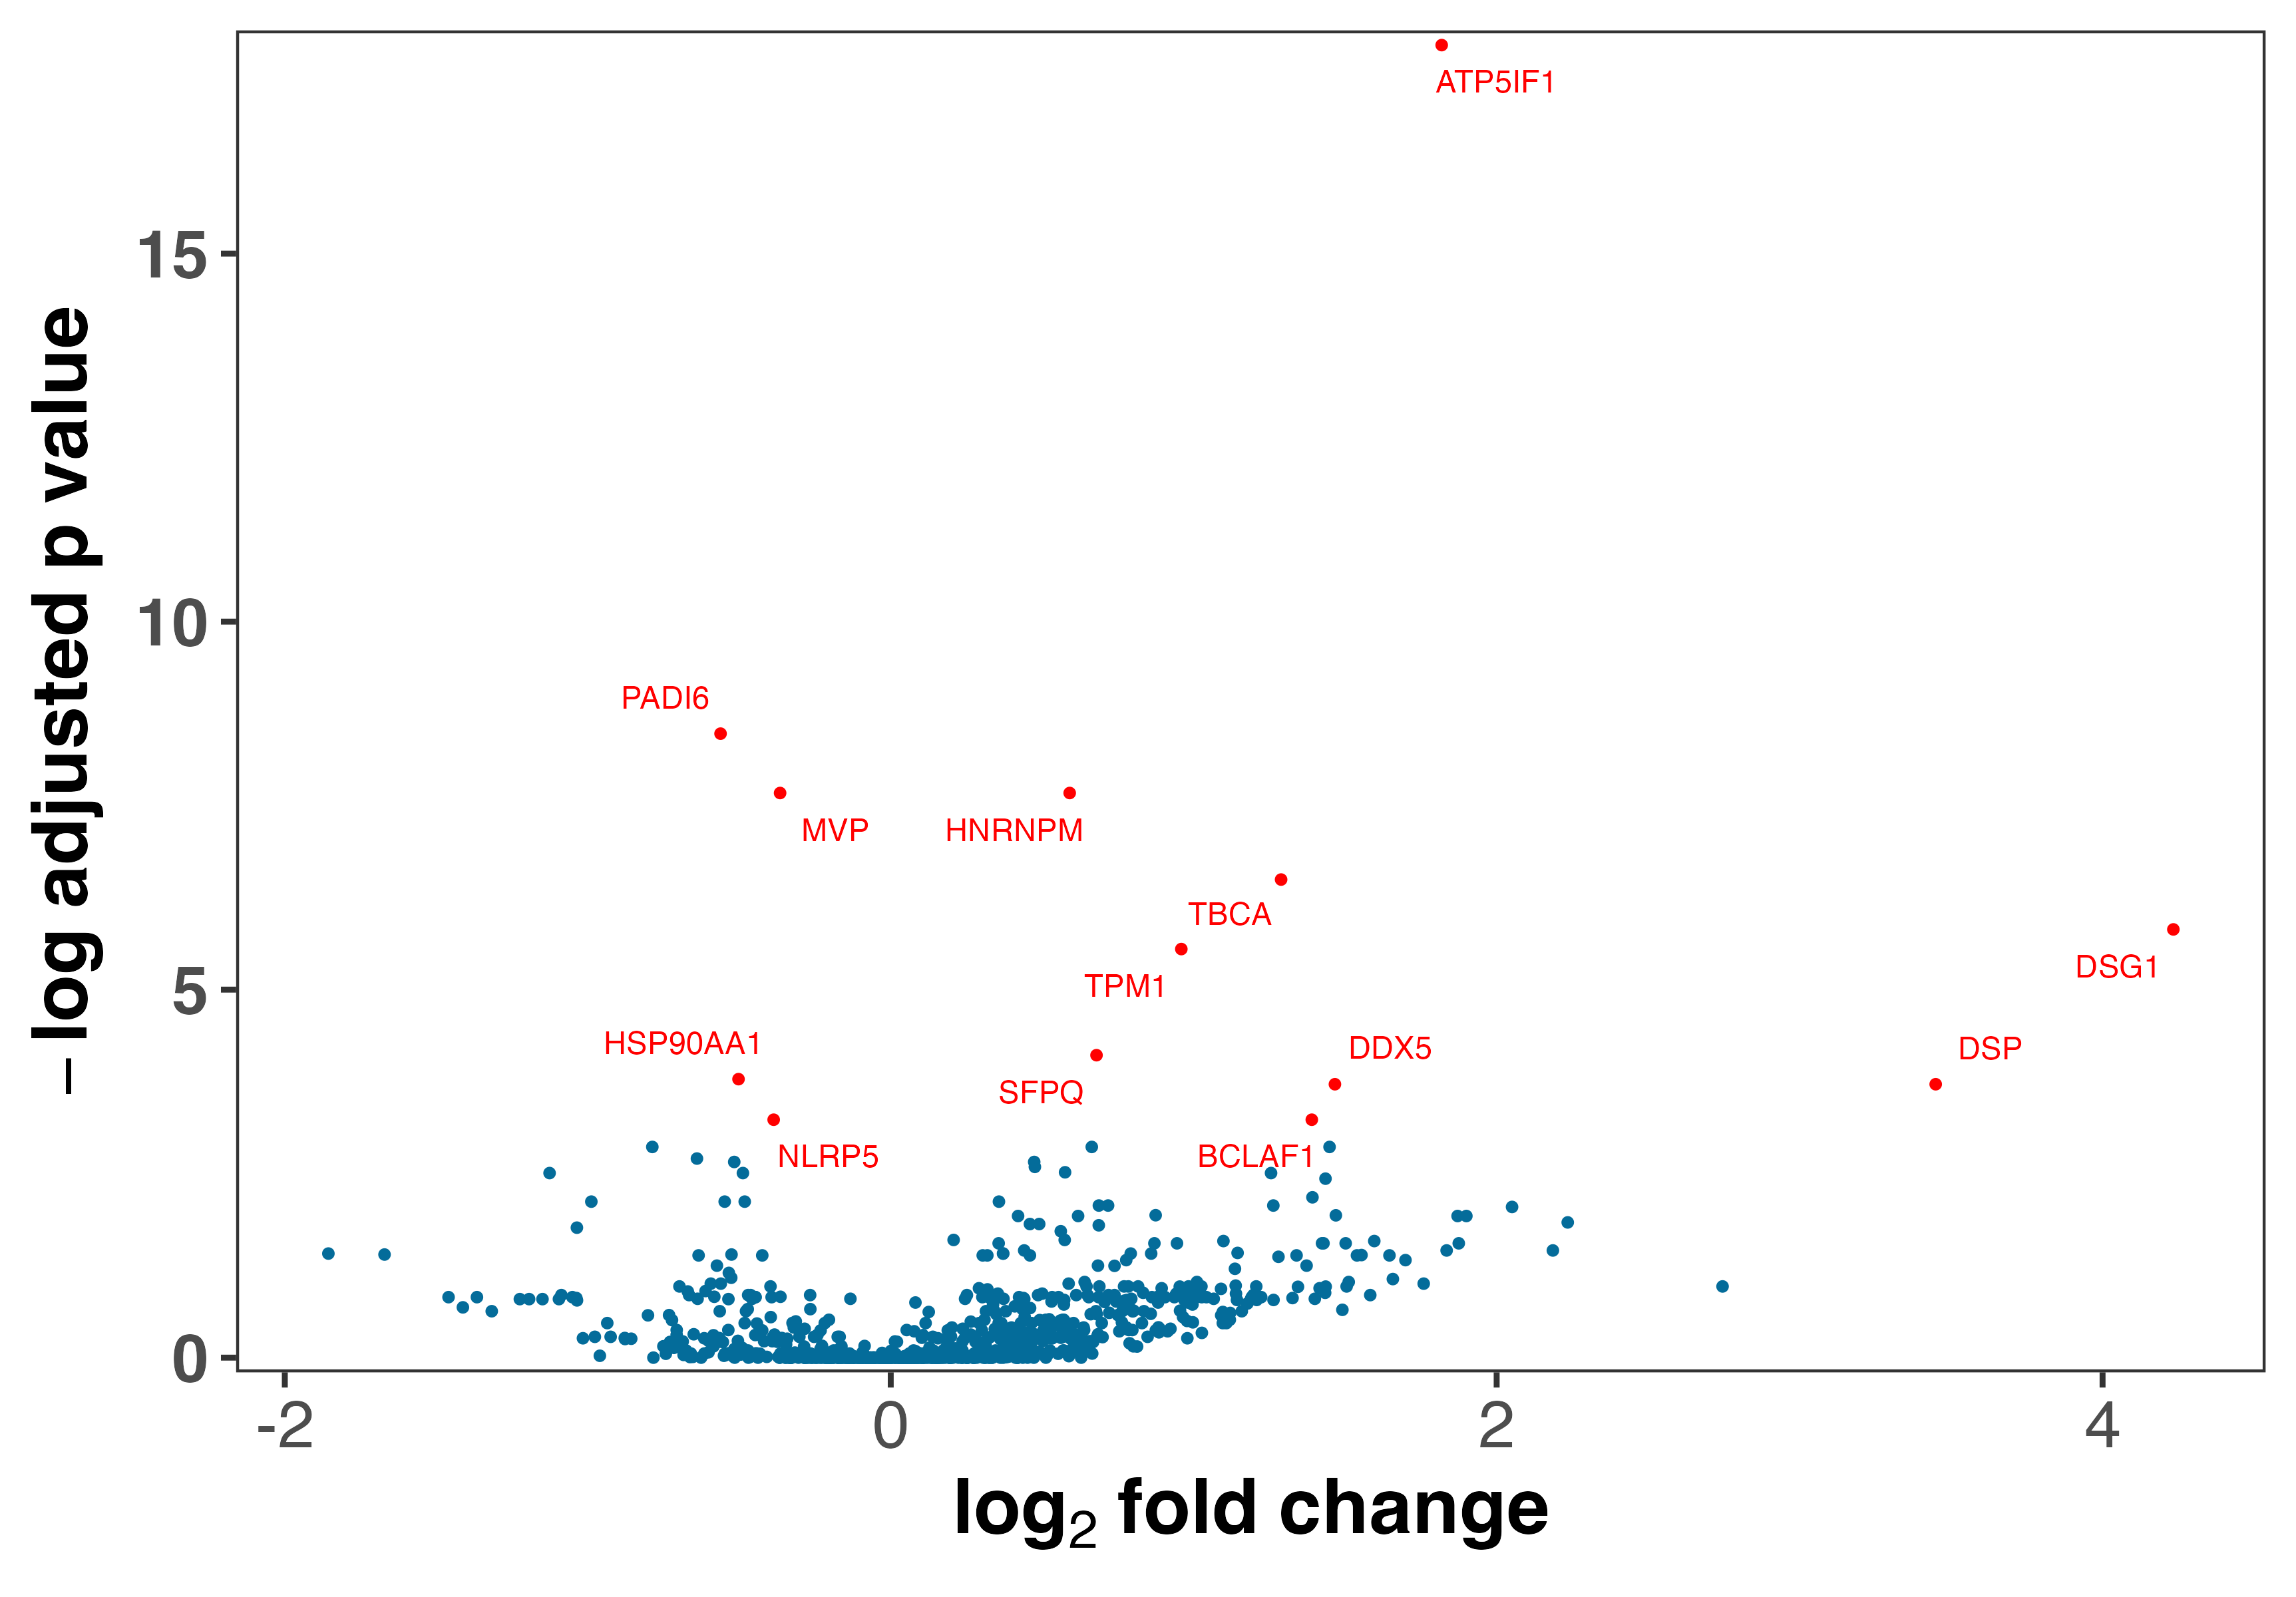 ATP5IF1
15
10
PADI6
MVP
HNRNPM
TBCA
TPM1
DSG1
5
HSP90AA1
DDX5
DSP
SFPQ
NLRP5
BCLAF1
0
-2
0
2
4
log₂ fold change
– log adjusted p value